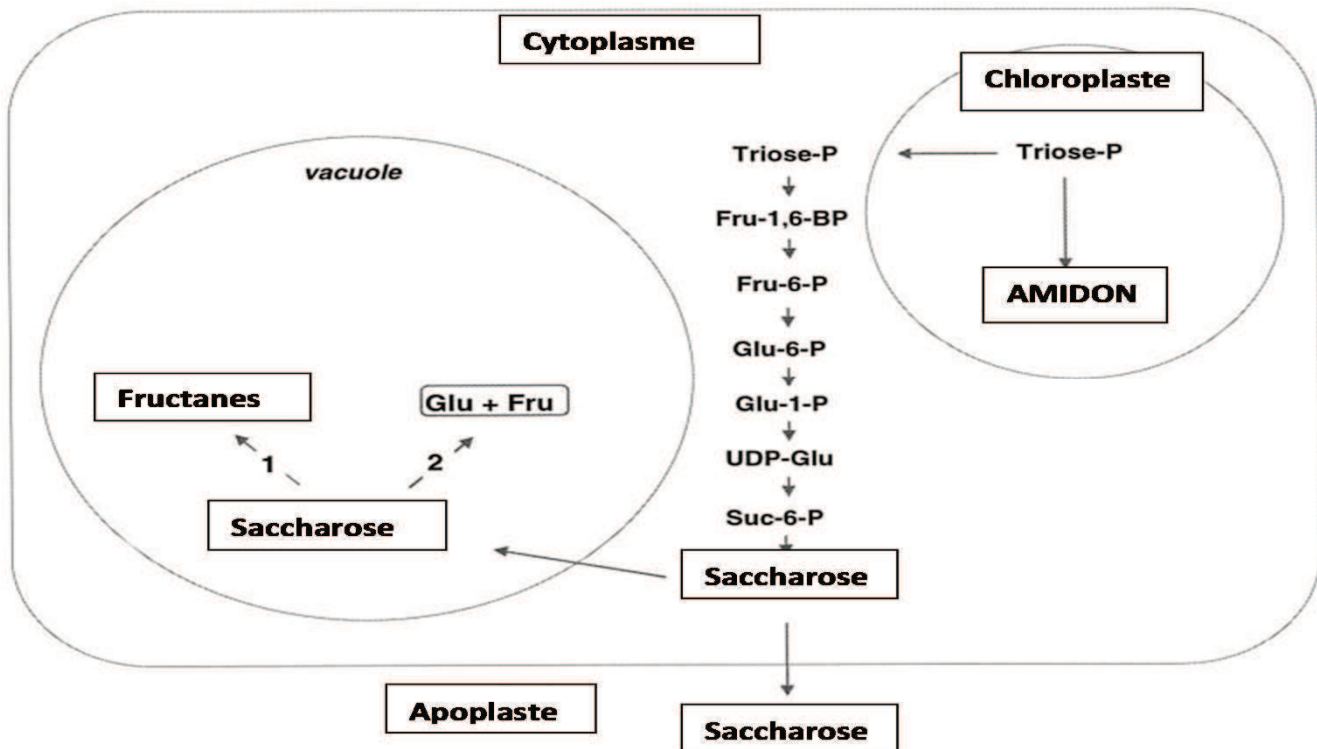 Cytoplasme
Chloroplaste
vacuole
Triose-P
Triose-P
Fru-1,6-BP
Fru-6-P
AMIDON
Glu-6-P
Fructanes
Glu + Fru
Glu-1-P
1
2
UDP-Glu
Saccharose
Suc-6-P
Saccharose
Apoplaste
Saccharose